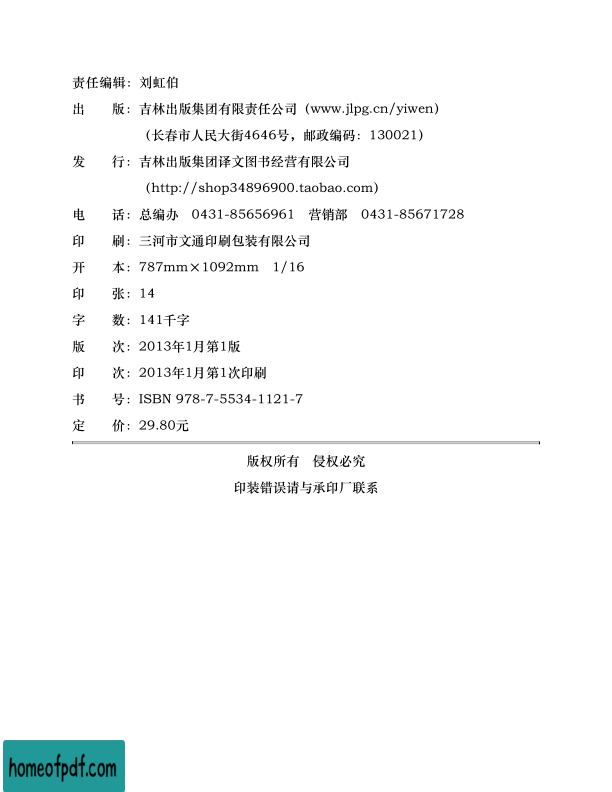 责任编辑：刘虹伯
出　　版：吉林出版集团有限责任公司（www.jlpg.cn/yiwen）
（长春市人民大街4646号，邮政编码：130021）
发　　行：吉林出版集团译文图书经营有限公司
（http://shop34896900.taobao.com）
电　　话：总编办　0431-85656961　营销部　0431-85671728
印　　刷：三河市文通印刷包装有限公司
开　　本：787mm×1092mm　1/16
印　　张：14
字　　数：141千字
版　　次：2013年1月第1版
印　　次：2013年1月第1次印刷
书　　号：ISBN 978-7-5534-1121-7
定　　价：29.80元
版权所有　侵权必究
印装错误请与承印厂联系
homeofpdf.com